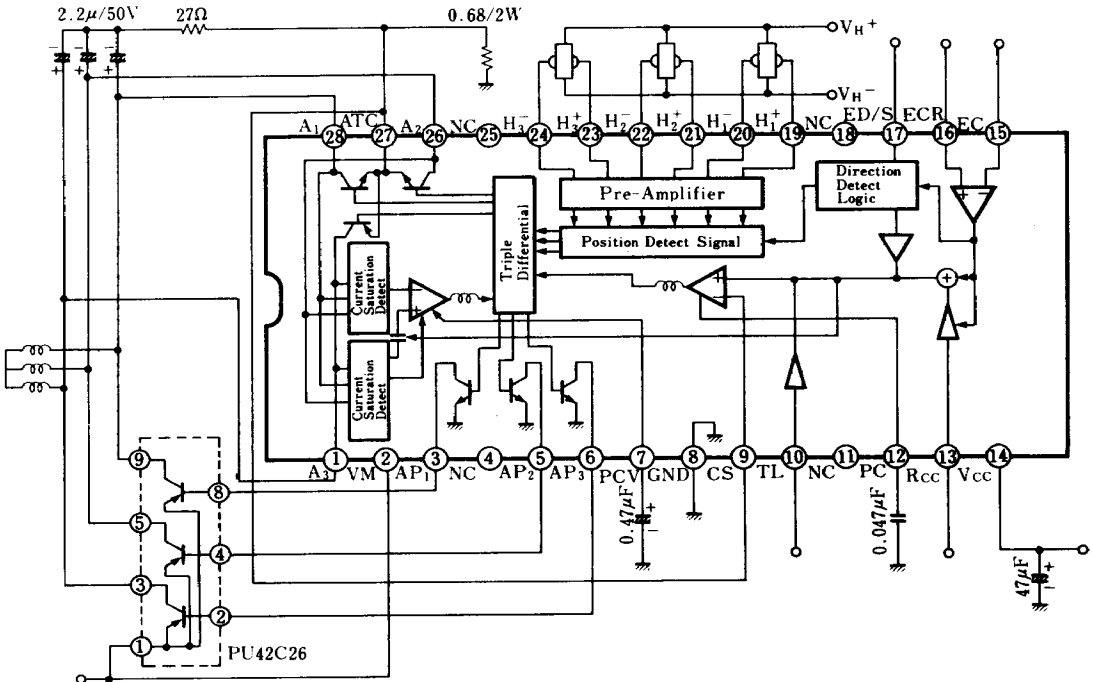 2.2μ/50V
27Ω
0.68/2W
VH+
VH−
A1
ATC
A2
NC
H3−
H3+
H2−
H2+
H1−
H1+
NC
ED/S
ECR
EC
28
27
26
25
24
23
22
21
20
19
18
17
16
15
Pre-Amplifier
Direction
Detect
Logic
Position Detect Signal
Triple
Differential
Current
Saturation
Detect
Current
Saturation
Detect
+
−
1
2
3
4
5
6
7
8
9
10
11
12
13
14
A3
VM
AP1
NC
AP2
AP3
PCV
GND
CS
TL
NC
PC
RCC
VCC
0.47μF
0.047μF
47μF
9
8
5
4
3
2
1
PU42C26